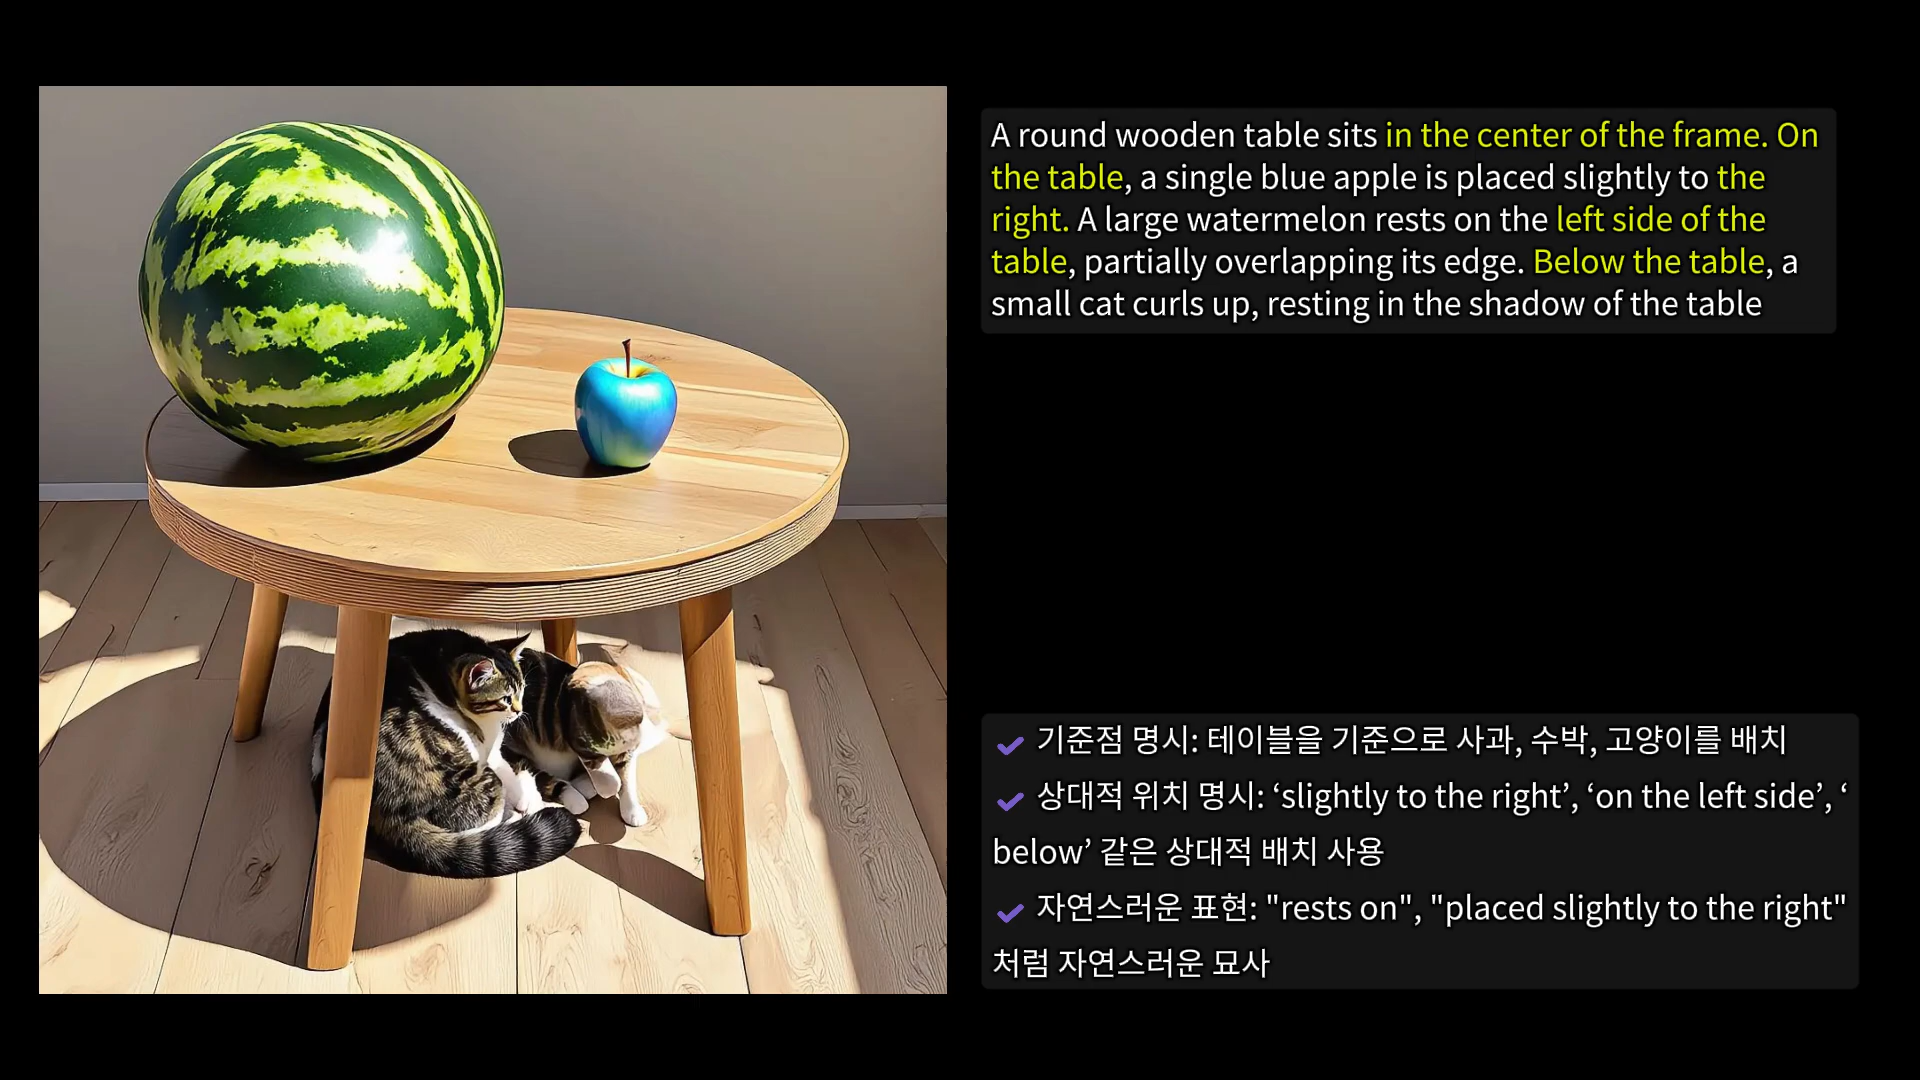 A round wooden table sits in the center of the frame. On
the table, a single blue apple is placed slightly to the
right. A large watermelon rests on the left side of the
table, partially overlapping its edge. Below the table, a
small cat curls up, resting in the shadow of the table
✔ 기준점 명시: 테이블을 기준으로 사과, 수박, 고양이를 배치
✔ 상대적 위치 명시: ‘slightly to the right’, ‘on the left side’, ‘
below’ 같은 상대적 배치 사용
✔ 자연스러운 표현: "rests on", "placed slightly to the right"
처럼 자연스러운 묘사